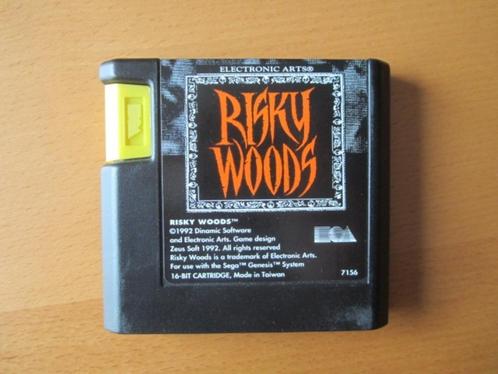 ELECTRONIC ARTS®
RISKY
WOODS
RISKY WOODS™
©1992 Dinamic Software
and Electronic Arts. Game design
Zeus Soft 1992. All rights reserved
Risky Woods is a trademark of Electronic Arts.
For use with the Sega™ Genesis™ System
16-BIT CARTRIDGE, Made in Taiwan
EOA
7156